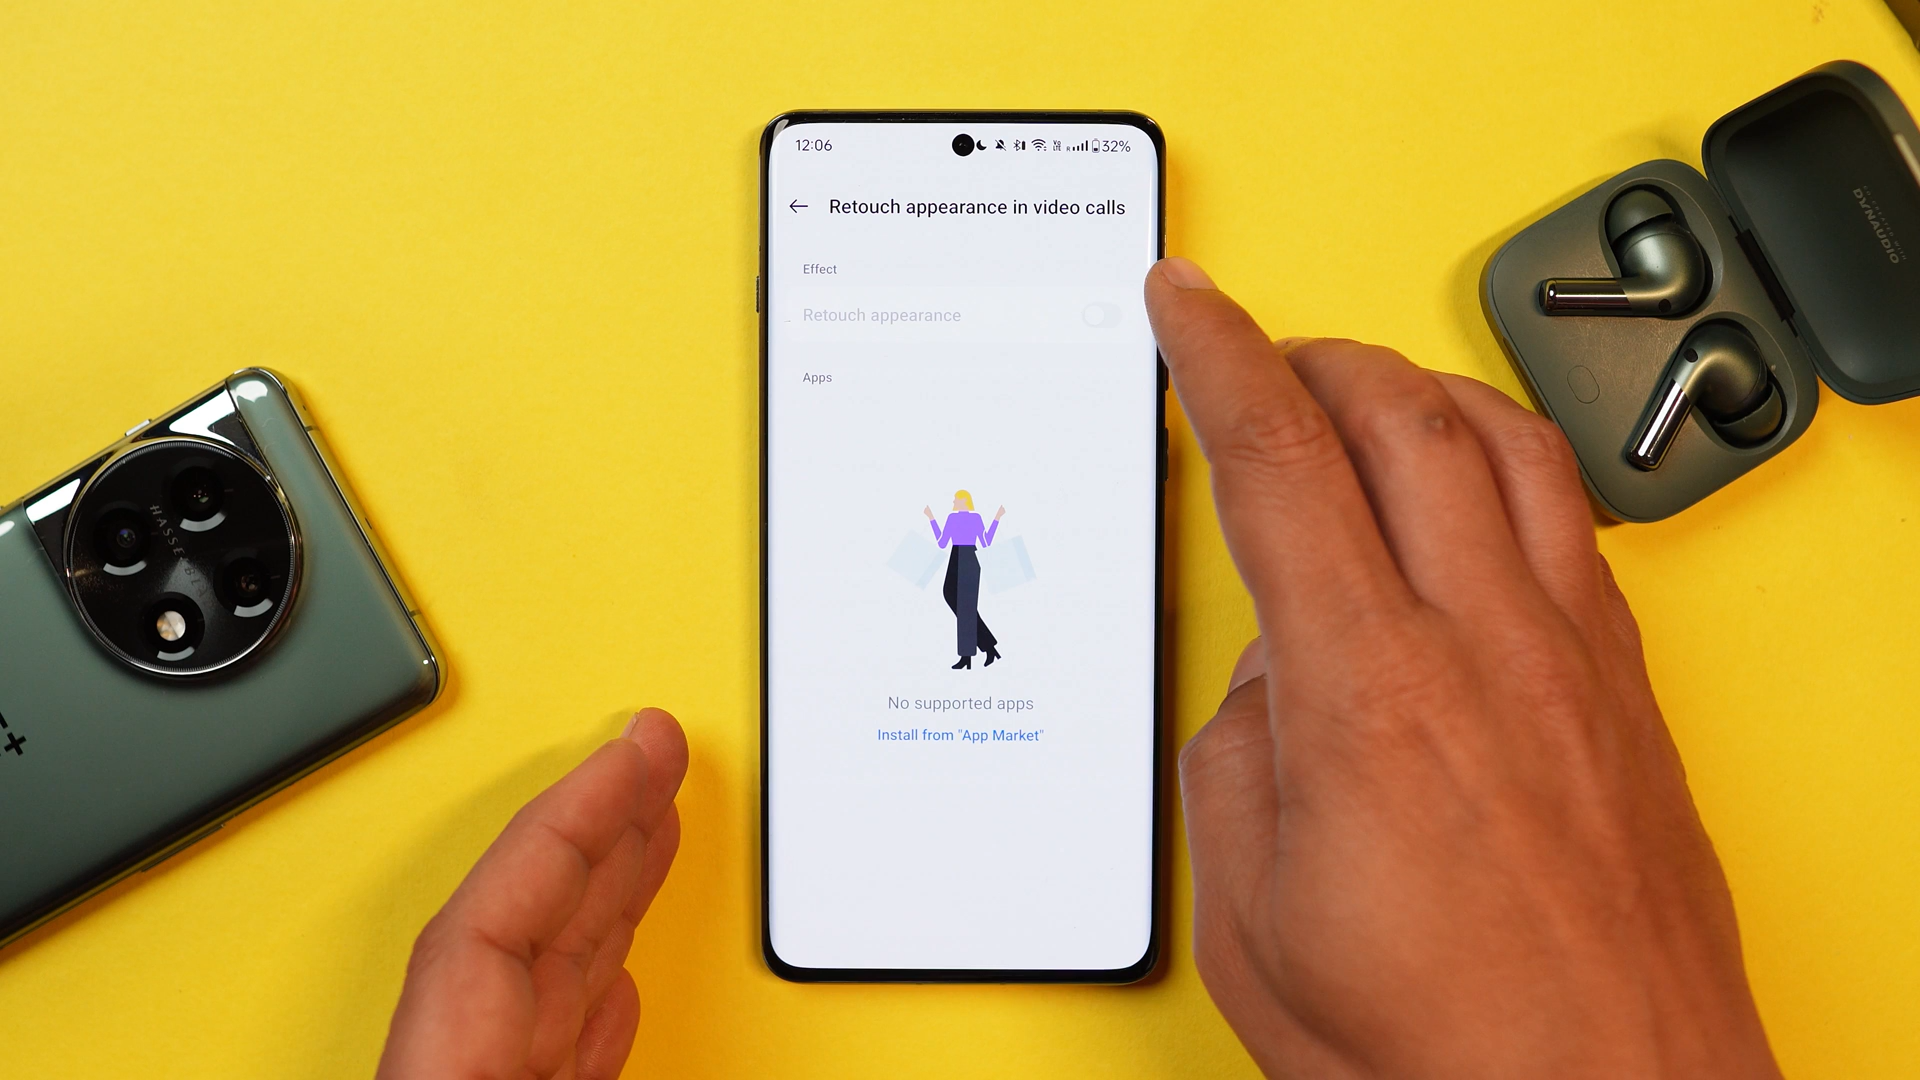 12:06
32%
Retouch appearance in video calls
Effect
Retouch appearance
Apps
No supported apps
Install from "App Market"
HASSELBLAD
DYNAUDIO